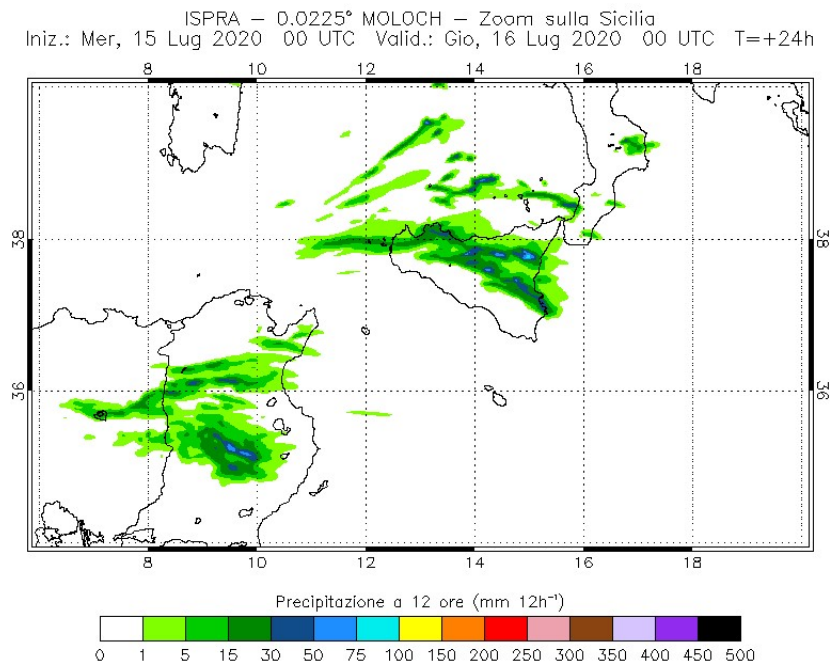 ISPRA – 0.0225° MOLOCH – Zoom sulla Sicilia
Iniz.: Mer, 15 Lug 2020 00 UTC Valid.: Gio, 16 Lug 2020 00 UTC T=+24h
8 10 12 14 16 18
38 38
36 36
8 10 12 14 16 18
Precipitazione a 12 ore (mm 12h⁻¹)
0 1 5 15 30 50 75 100 150 200 250 300 350 400 450 500